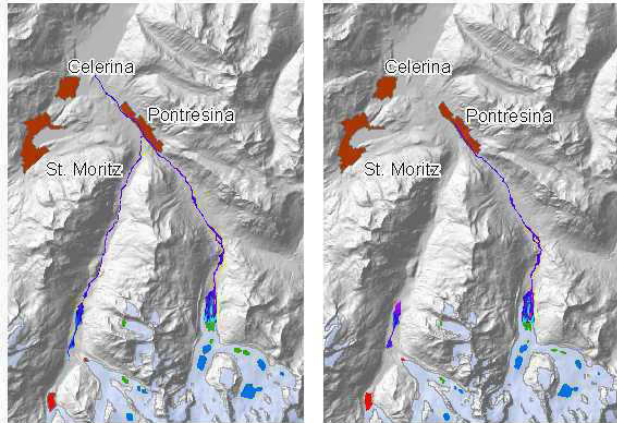 Celerina
Pontresina
St. Moritz
Celerina
Pontresina
St. Moritz